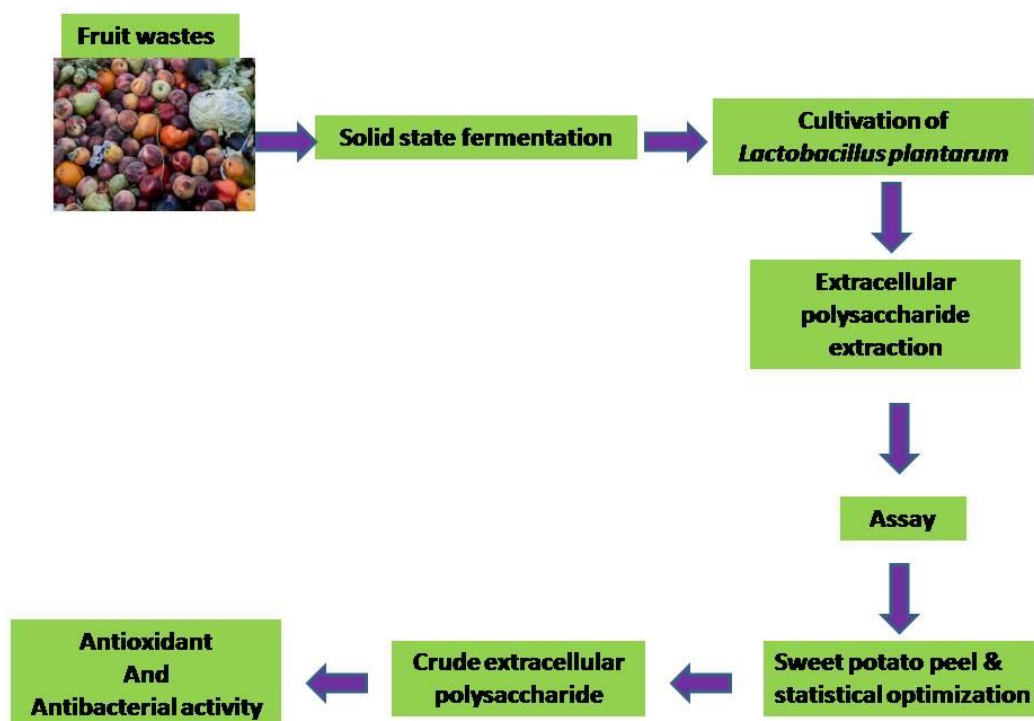 Fruit wastes
Solid state fermentation
Cultivation of
Lactobacillus plantarum
Extracellular
polysaccharide
extraction
Assay
Sweet potato peel &
statistical optimization
Crude extracellular
polysaccharide
Antioxidant
And
Antibacterial activity